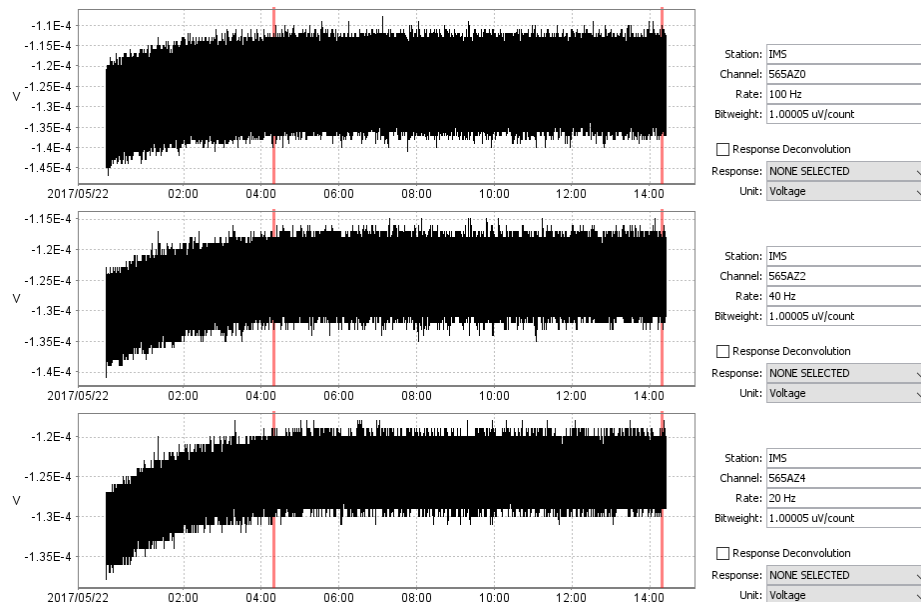 -1.1E-4
-1.15E-4
-1.2E-4
-1.25E-4
-1.3E-4
-1.35E-4
-1.4E-4
-1.45E-4
V
2017/05/22 02:00 04:00 06:00 08:00 10:00 12:00 14:00
Station: IMS
Channel: 565AZ0
Rate: 100 Hz
Bitweight: 1.00005 uV/count
Response Deconvolution
Response: NONE SELECTED
Unit: Voltage
-1.15E-4
-1.2E-4
-1.25E-4
-1.3E-4
-1.35E-4
-1.4E-4
V
2017/05/22 02:00 04:00 06:00 08:00 10:00 12:00 14:00
Station: IMS
Channel: 565AZ2
Rate: 40 Hz
Bitweight: 1.00005 uV/count
Response Deconvolution
Response: NONE SELECTED
Unit: Voltage
-1.2E-4
-1.25E-4
-1.3E-4
-1.35E-4
V
2017/05/22 02:00 04:00 06:00 08:00 10:00 12:00 14:00
Station: IMS
Channel: 565AZ4
Rate: 20 Hz
Bitweight: 1.00005 uV/count
Response Deconvolution
Response: NONE SELECTED
Unit: Voltage